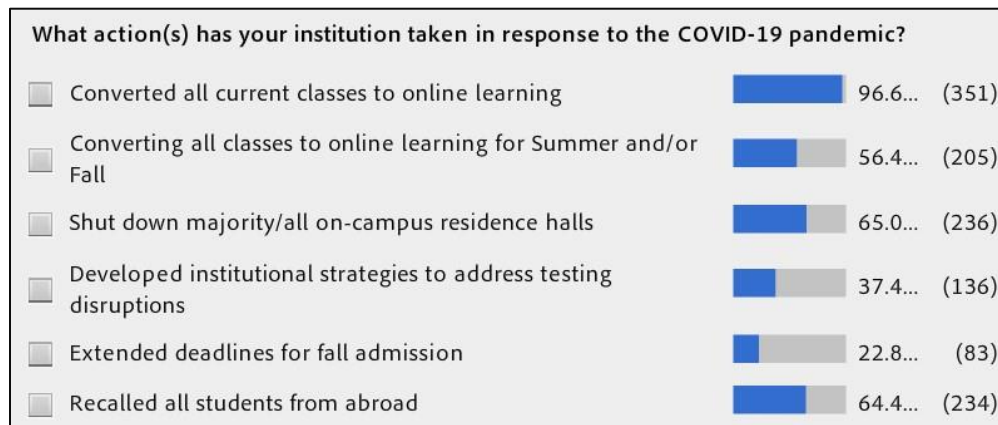 What action(s) has your institution taken in response to the COVID-19 pandemic?
Converted all current classes to online learning 96.6... (351)
Converting all classes to online learning for Summer and/or
Fall 56.4... (205)
Shut down majority/all on-campus residence halls 65.0... (236)
Developed institutional strategies to address testing
disruptions 37.4... (136)
Extended deadlines for fall admission 22.8... (83)
Recalled all students from abroad 64.4... (234)